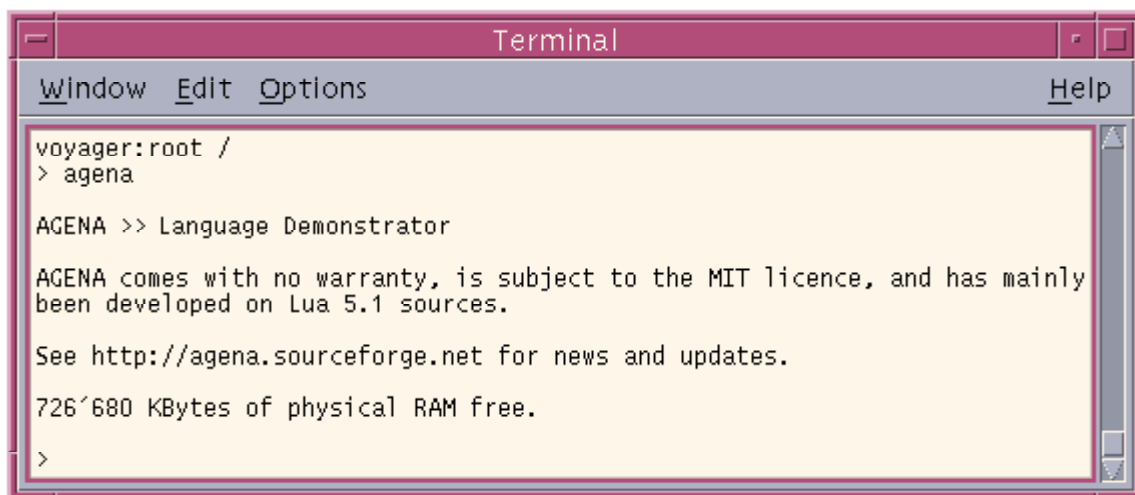 Terminal
Window Edit Options Help
voyager:root /
> agena
AGENA >> Language Demonstrator
AGENA comes with no warranty, is subject to the MIT licence, and has mainly
been developed on Lua 5.1 sources.
See http://agena.sourceforge.net for news and updates.
726´680 KBytes of physical RAM free.
>